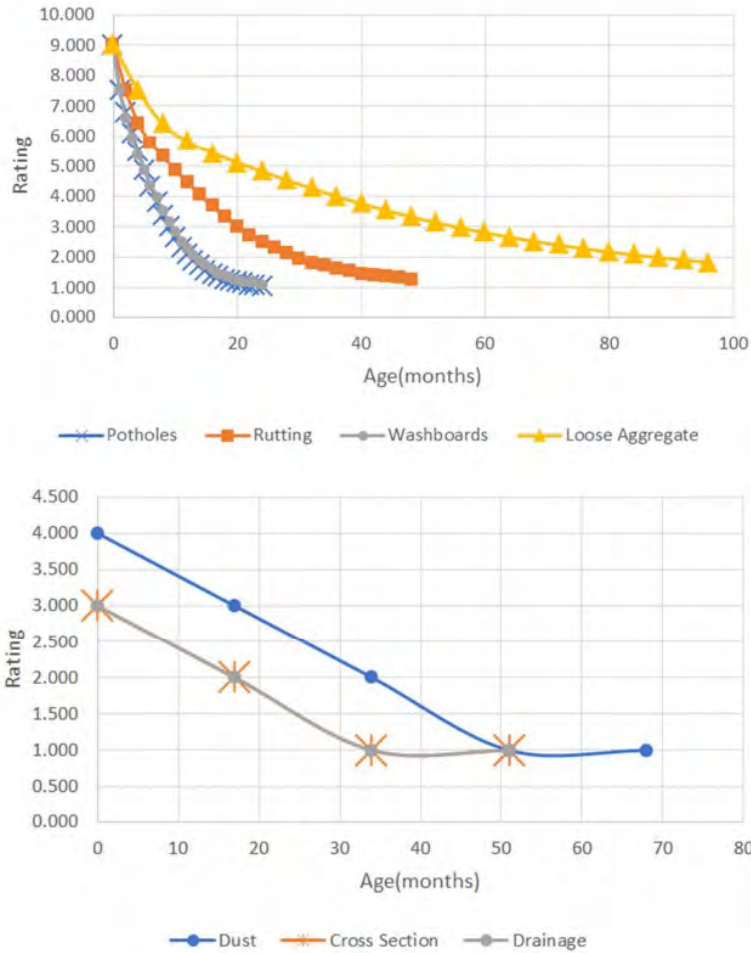 10.000
9.000
8.000
7.000
6.000
5.000
4.000
3.000
2.000
1.000
0.000
Rating
0 20 40 60 80 100
Age(months)
Potholes Rutting Washboards Loose Aggregate
4.500
4.000
3.500
3.000
2.500
2.000
1.500
1.000
0.500
0.000
Rating
0 10 20 30 40 50 60 70 80
Age(months)
Dust Cross Section Drainage